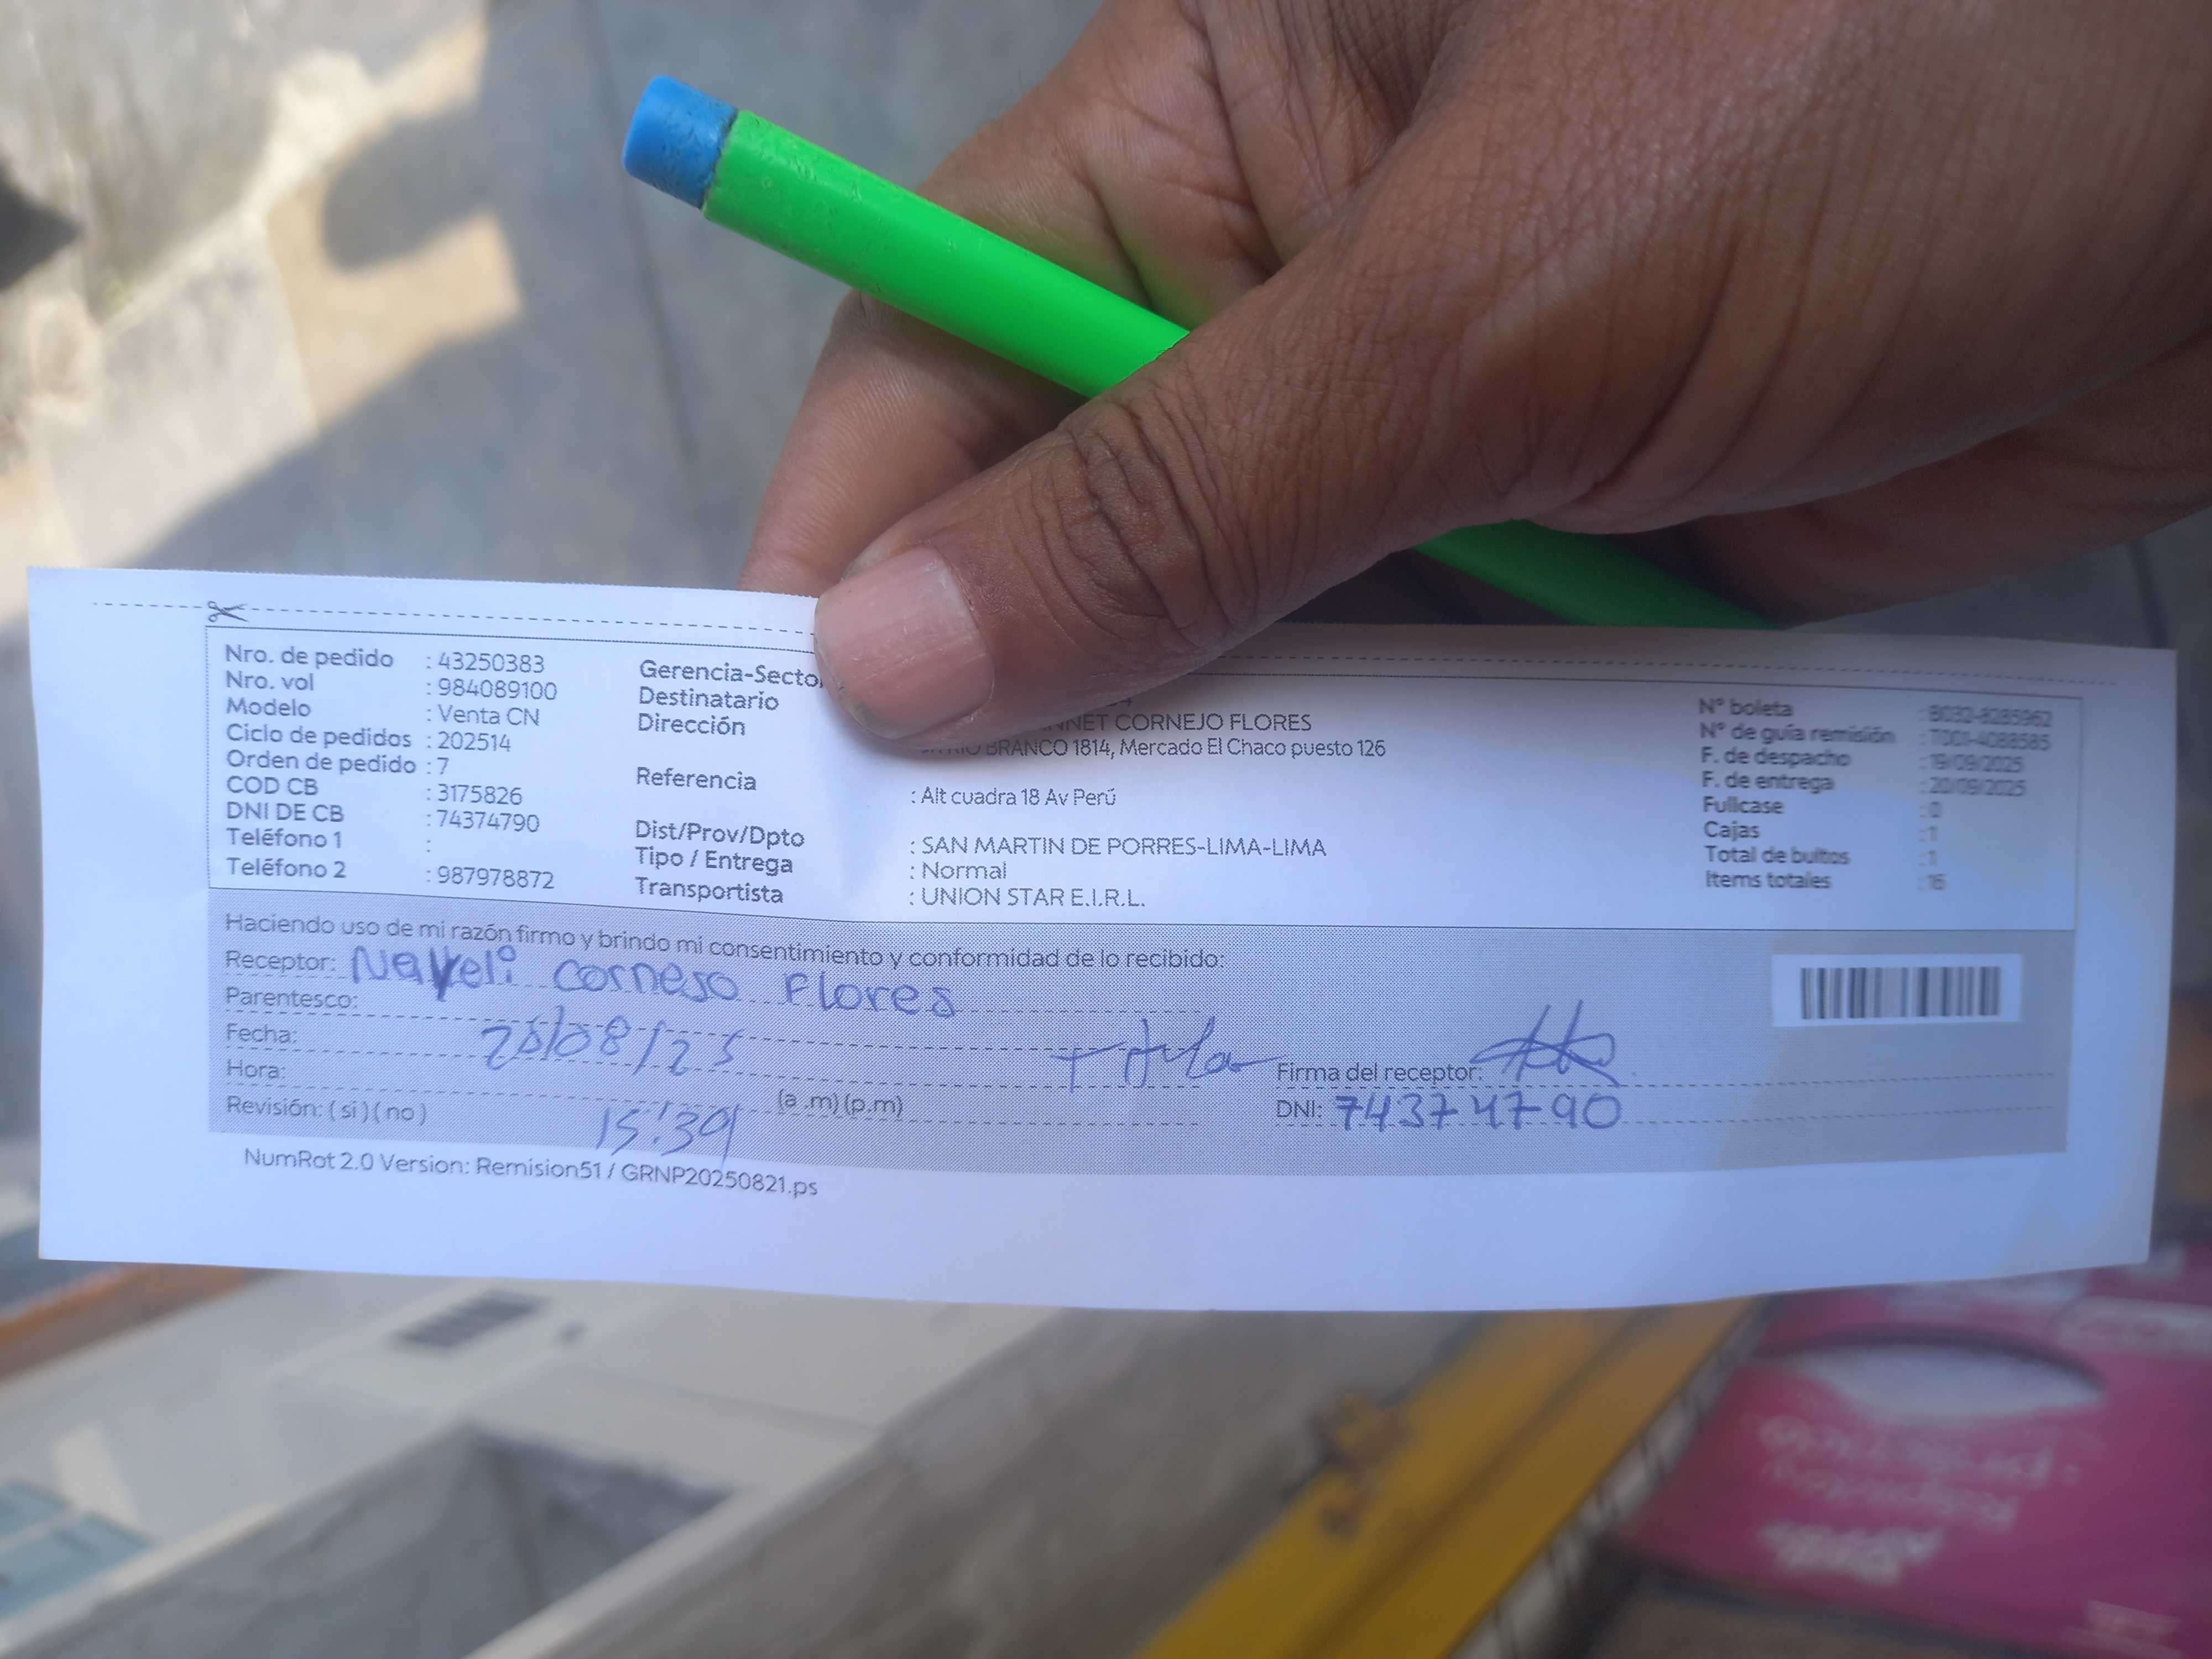 Nro. de pedido : 43250383
Nro. vol : 984089100
Modelo : Venta CN
Ciclo de pedidos : 202514
Orden de pedido : 7
COD CB : 3175826
DNI DE CB : 74374790
Teléfono 1 :
Teléfono 2 : 987978872
Gerencia-Secto
Destinatario CORNEJO FLORES
Dirección BRANCO 1814, Mercado El Chaco puesto 126
Referencia : Alt cuadra 18 Av Perú
Dist/Prov/Dpto : SAN MARTIN DE PORRES-LIMA-LIMA
Tipo / Entrega : Normal
Transportista : UNION STAR E.I.R.L.
N° boleta : B032-8285962
N° de guía remisión : T001-4088585
F. de despacho : 19/09/2025
F. de entrega : 20/09/2025
Fullcase : 0
Cajas : 1
Total de bultos : 1
Items totales : 16
Haciendo uso de mi razón firmo y brindo mi consentimiento y conformidad de lo recibido:
Receptor: Nayeli Cornejo Flores
Parentesco:
Fecha:
Hora: (a .m) (p.m)
Revisión: ( si ) ( no ) 15:39
Firma del receptor:
DNI: 74374790
NumRot 2.0 Version: Remision51 / GRNP20250821.ps